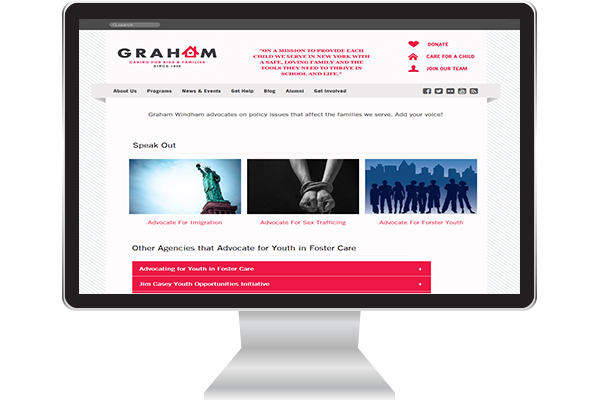 search
GRAHAM
CARING FOR KIDS & FAMILIES
SINCE 1806
"ON A MISSION TO PROVIDE EACH
CHILD WE SERVE IN NEW YORK WITH
A SAFE, LOVING FAMILY AND THE
TOOLS THEY NEED TO THRIVE IN
SCHOOL AND LIFE."
DONATE
CARE FOR A CHILD
JOIN OUR TEAM
About Us Programs News & Events Get Help Blog Alumni Get Involved
Graham Windham advocates on policy issues that affect the families we serve. Add your voice!
Speak Out
Advocate For Imigration
Advocate For Sex Trafficing
Advocate For Forster Youth
Other Agencies that Advocate for Youth in Foster Care
Advocating for Youth in Foster Care +
Jim Casey Youth Opportunities Initiative +